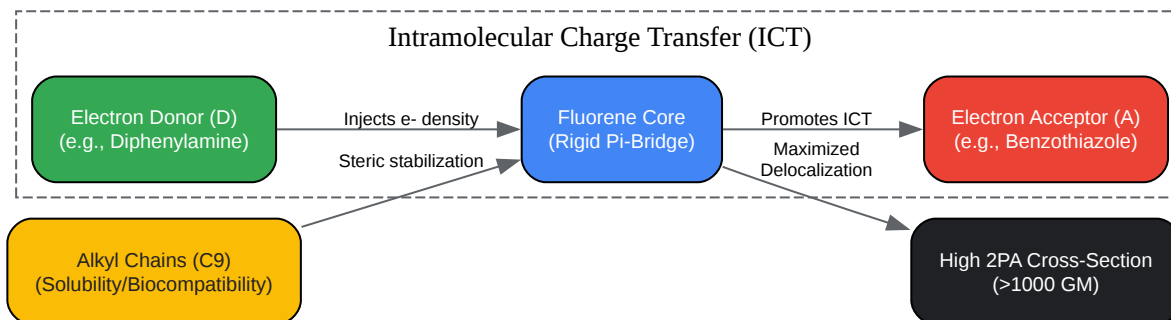 Intramolecular Charge Transfer (ICT)
Electron Donor (D)
(e.g., Diphenylamine)
Injects e- density
Steric stabilization
Fluorene Core
(Rigid Pi-Bridge)
Promotes ICT
Maximized
Delocalization
Electron Acceptor (A)
(e.g., Benzothiazole)
Alkyl Chains (C9)
(Solubility/Biocompatibility)
High 2PA Cross-Section
(>1000 GM)